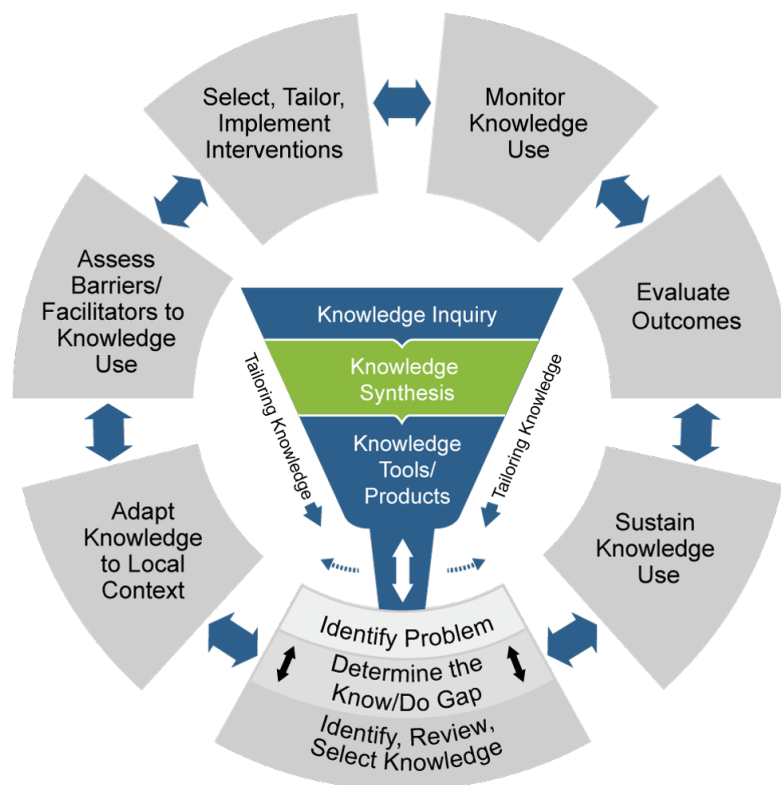 Select, Tailor,
Implement
Interventions
Monitor
Knowledge
Use
Assess
Barriers/
Facilitators to
Knowledge
Use
Evaluate
Outcomes
Knowledge Inquiry
Knowledge
Synthesis
Knowledge
Tools/
Products
Tailoring Knowledge
Tailoring Knowledge
Adapt
Knowledge
to Local
Context
Sustain
Knowledge
Use
Identify Problem
Determine the
Know/Do Gap
Identify, Review,
Select Knowledge